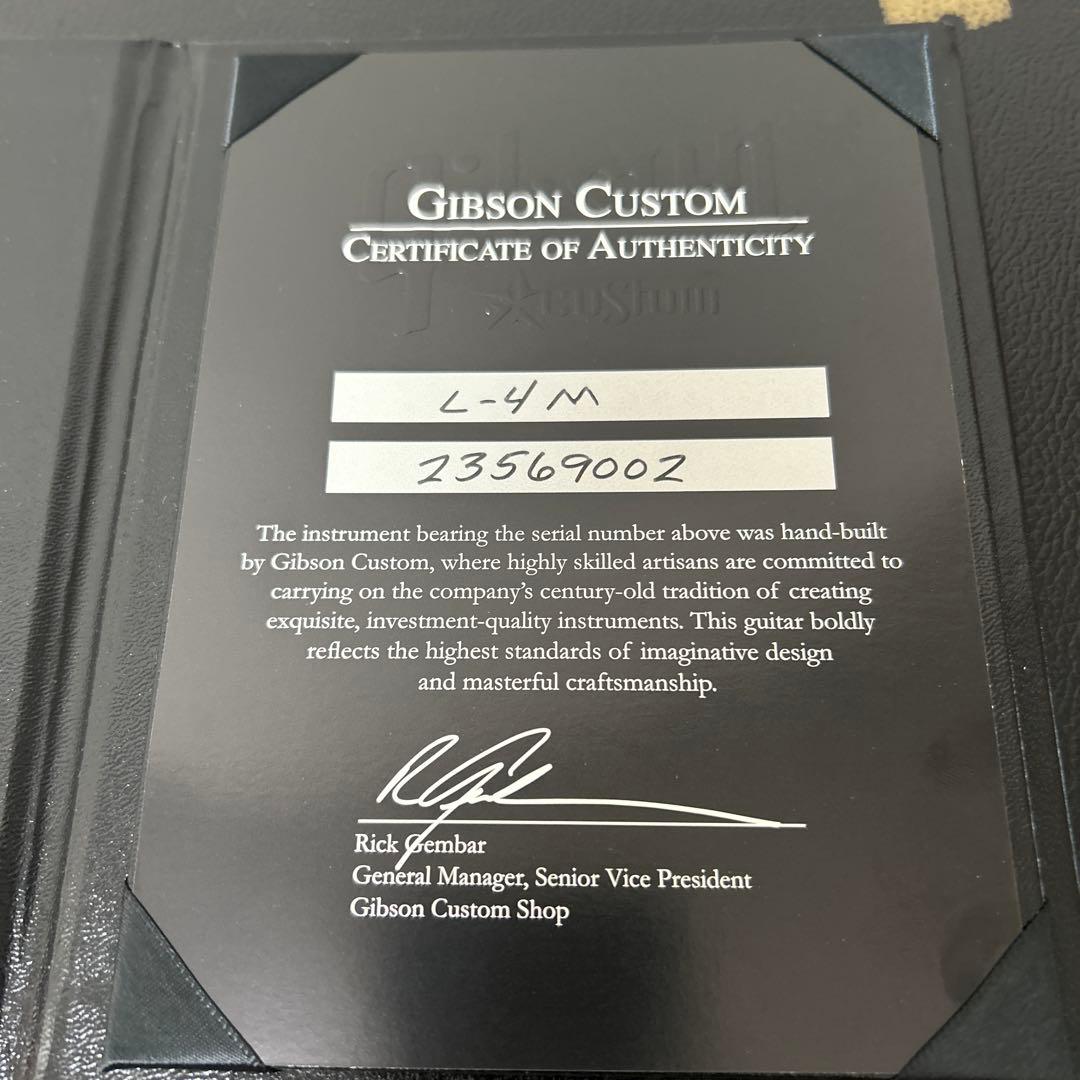 GIBSON CUSTOM
CERTIFICATE OF AUTHENTICITY
custom
L-4 M
23569002
The instrument bearing the serial number above was hand-built
by Gibson Custom, where highly skilled artisans are committed to
carrying on the company's century-old tradition of creating
exquisite, investment-quality instruments. This guitar boldly
reflects the highest standards of imaginative design
and masterful craftsmanship.
Rick Gembar
General Manager, Senior Vice President
Gibson Custom Shop